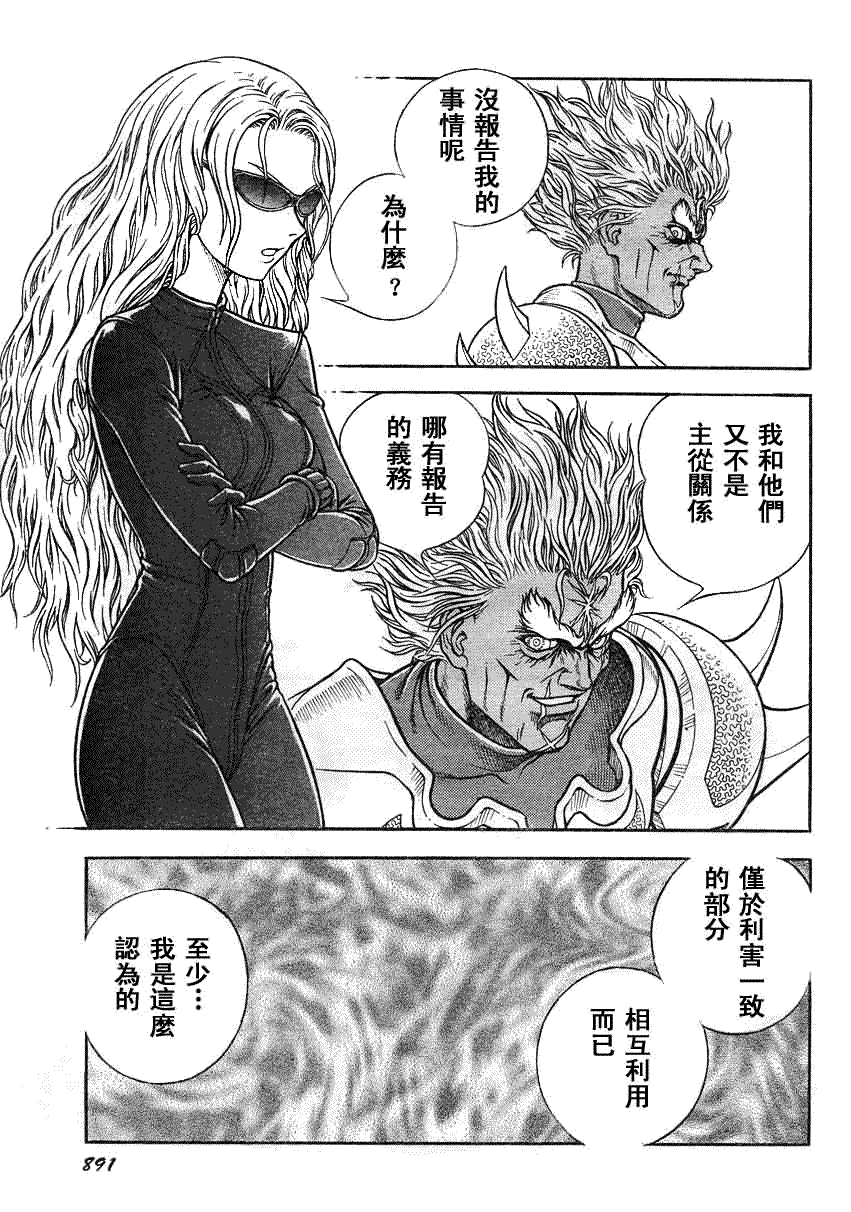 沒報告我的
事情呢
為什麼？
我和他們
又不是
主從關係
哪有報告
的義務
僅於利害一致
的部分
相互利用
而已
至少…
我是這麼
認為的
891